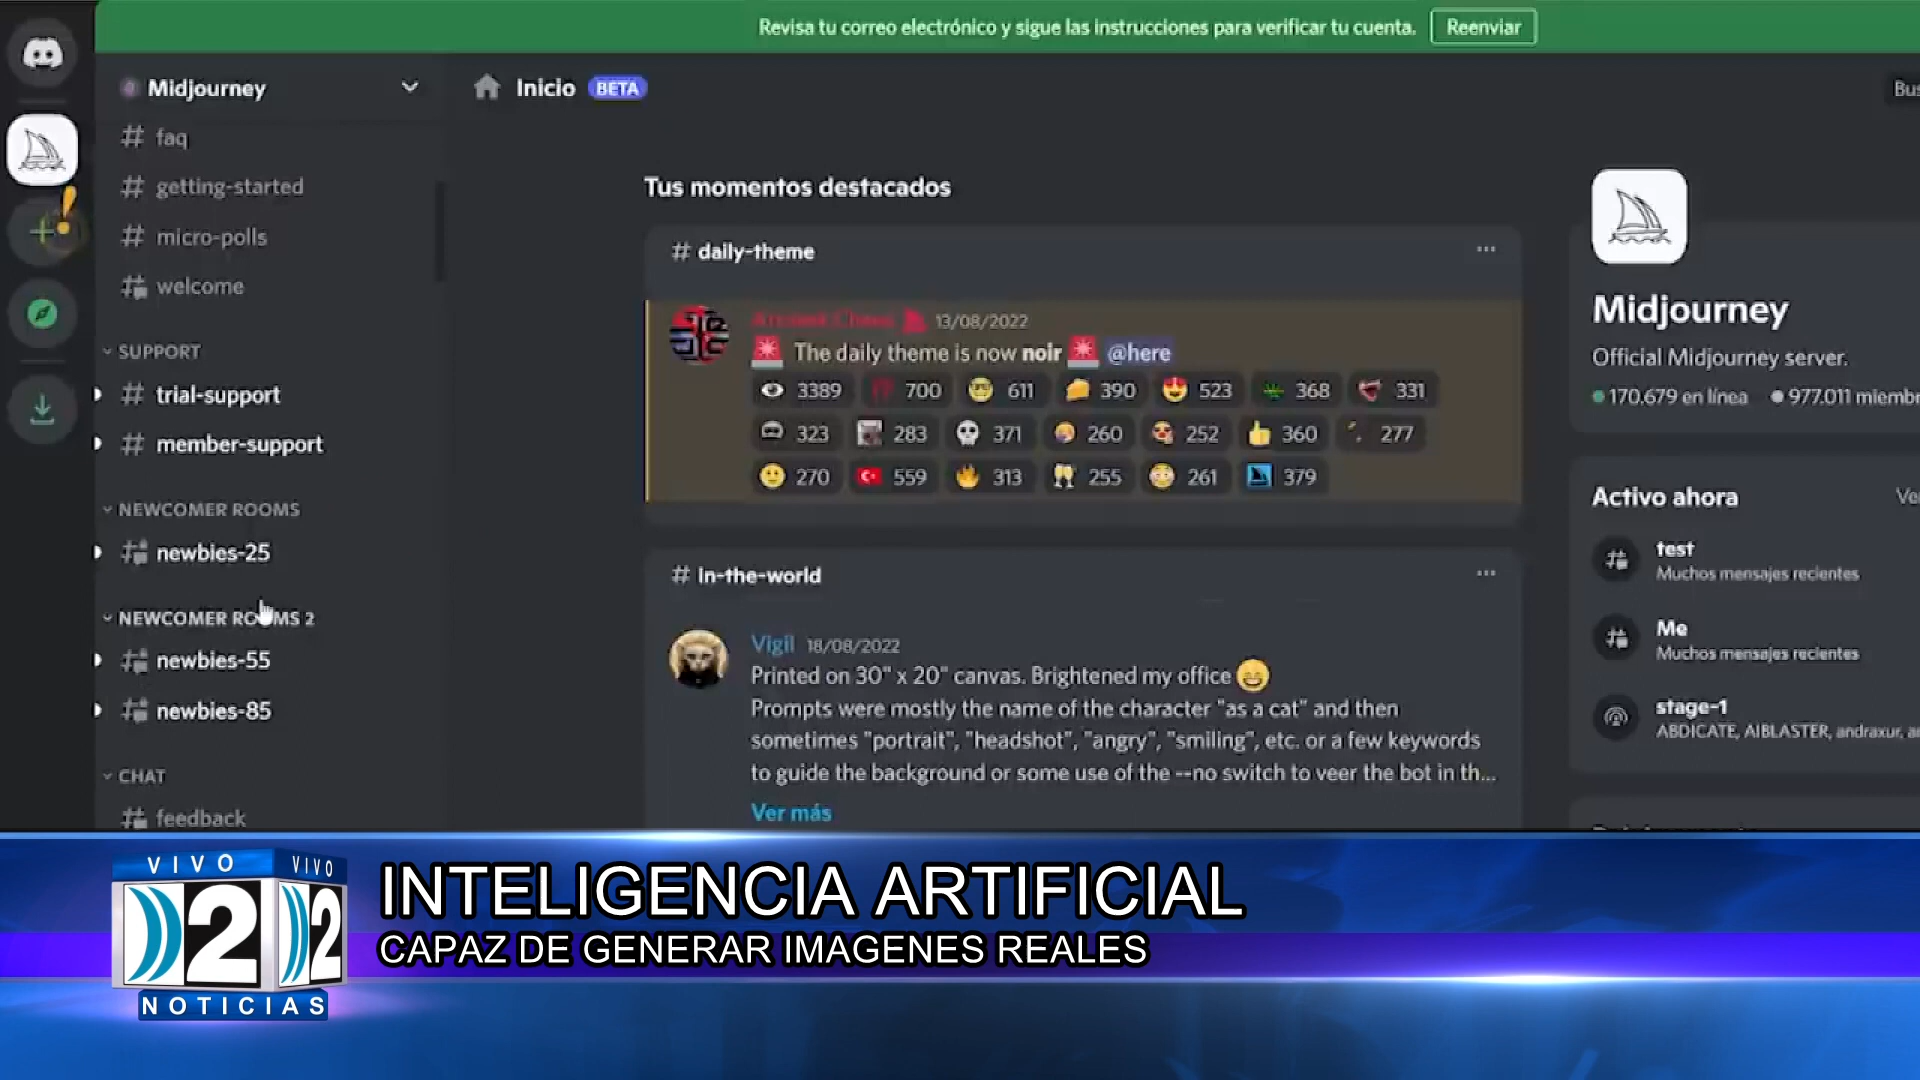 Revisa tu correo electrónico y sigue las instrucciones para verificar tu cuenta.
Reenviar
Midjourney
Inicio BETA
faq
getting-started
micro-polls
welcome
SUPPORT
trial-support
member-support
NEWCOMER ROOMS
newbies-25
NEWCOMER ROOMS 2
newbies-55
newbies-85
CHAT
feedback
Tus momentos destacados
# daily-theme
13/08/2022
The daily theme is now noir @here
3389 700 611 390 523 368 331
323 283 371 260 252 360 277
270 559 313 255 261 379
# in-the-world
Vigil 18/08/2022
Printed on 30" x 20" canvas. Brightened my office
Prompts were mostly the name of the character "as a cat" and then
sometimes "portrait", "headshot", "angry", "smiling", etc. or a few keywords
to guide the background or some use of the --no switch to veer the bot in th...
Ver más
Midjourney
Official Midjourney server.
170.679 en línea 977.011 miembr
Activo ahora
test
Muchos mensajes recientes
Me
Muchos mensajes recientes
stage-1
ABDICATE, AIBLASTER, andraxur,
VIVO VIVO
2 2
NOTICIAS
INTELIGENCIA ARTIFICIAL
CAPAZ DE GENERAR IMAGENES REALES